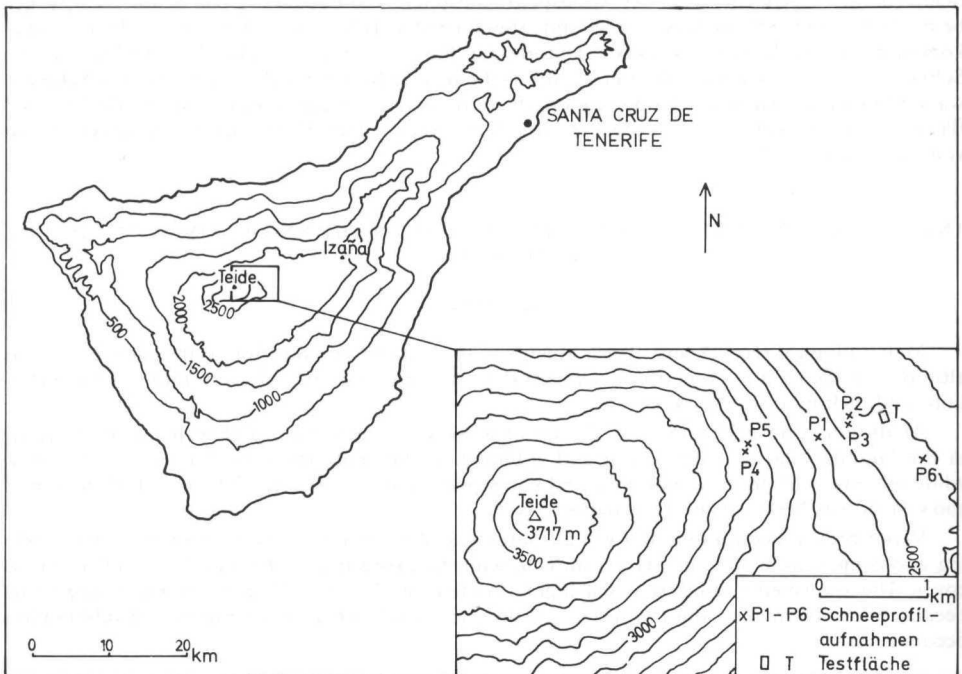 SANTA CRUZ DE
TENERIFE
N
Izaña
Teide
2500
2000
500
1500
1000
0 10 20 km
P2
T
P1
P3
P5
P4
P6
Teide
3717 m
3500
3000
2500
0 1 km
x P1-P6 Schneeprofil-
aufnahmen
T Testfläche